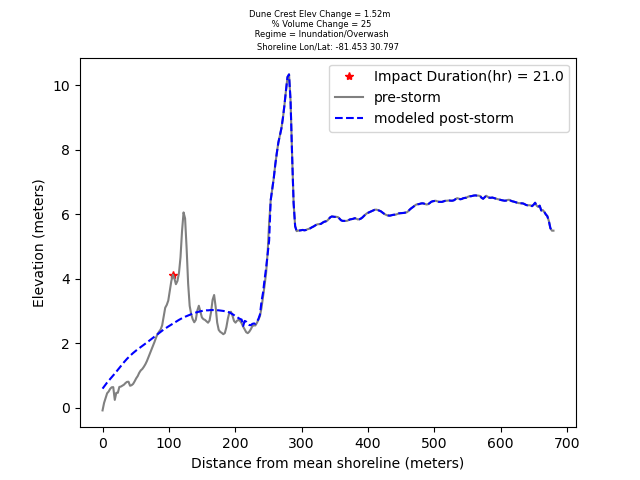 Dune Crest Elev Change = 1.52m
% Volume Change = 25
Regime = Inundation/Overwash
Shoreline Lon/Lat: -81.453 30.797
Impact Duration(hr) = 21.0
pre-storm
modeled post-storm
Elevation (meters)
10
8
6
4
2
0
0 100 200 300 400 500 600 700
Distance from mean shoreline (meters)